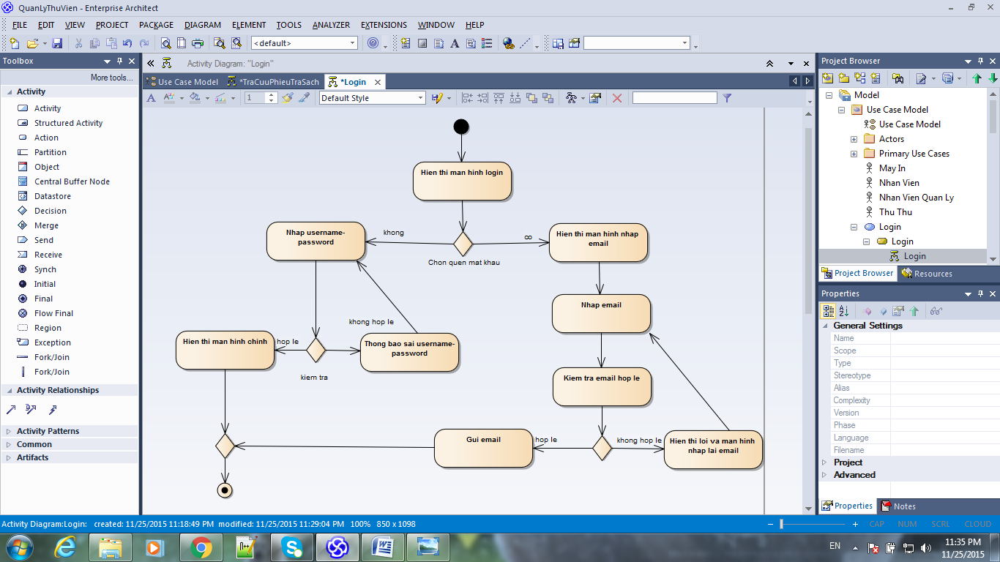 QuanLyThuVien - Enterprise Architect
FILE EDIT VIEW PROJECT PACKAGE DIAGRAM ELEMENT TOOLS ANALYZER EXTENSIONS WINDOW HELP
<default>
Toolbox
More tools...
Activity
Activity
Structured Activity
Action
Partition
Object
Central Buffer Node
Datastore
Decision
Merge
Send
Receive
Synch
Initial
Final
Flow Final
Region
Exception
Fork/Join
Fork/Join
Activity Relationships
Activity Patterns
Common
Artifacts
Activity Diagram: "Login"
Use Case Model *TraCuuPhieuTraSach *Login
1 Default Style
Hien thi man hinh login
Nhap username-
password
khong
co
Chon quen mat khau
Hien thi man hinh nhap
email
Nhap email
khong hop le
Hien thi man hinh chinh
hop le
Thong bao sai username-
password
kiem tra
Kiem tra email hop le
Gui email
hop le
khong hop le
Hien thi loi va man hinh
nhap lai email
Project Browser
Model
Use Case Model
Use Case Model
Actors
Primary Use Cases
May In
Nhan Vien
Nhan Vien Quan Ly
Thu Thu
Login
Login
Login
Project Browser Resources
Properties
General Settings
Name
Scope
Type
Stereotype
Alias
Complexity
Version
Phase
Language
Filename
Project
Advanced
Properties Notes
Activity Diagram:Login: created: 11/25/2015 11:18:49 PM modified: 11/25/2015 11:29:04 PM 100% 850 x 1098
CAP NUM SCRL CLOUD
EN
11:35 PM
11/25/2015